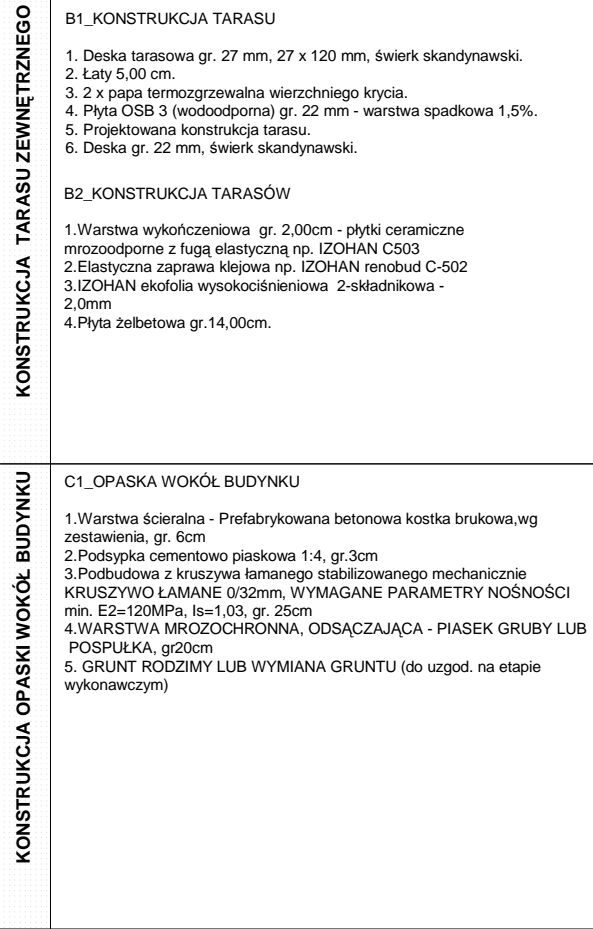 KONSTRUKCJA TARASU ZEWNĘTRZNEGO
B1_KONSTRUKCJA TARASU
1. Deska tarasowa gr. 27 mm, 27 x 120 mm, świerk skandynawski.
2. Łaty 5,00 cm.
3. 2 x papa termozgrzewalna wierzchniego krycia.
4. Płyta OSB 3 (wodoodporna) gr. 22 mm - warstwa spadkowa 1,5%.
5. Projektowana konstrukcja tarasu.
6. Deska gr. 22 mm, świerk skandynawski.
B2_KONSTRUKCJA TARASÓW
1.Warstwa wykończeniowa gr. 2,00cm - płytki ceramiczne
mrozoodporne z fugą elastyczną np. IZOHAN C503
2.Elastyczna zaprawa klejowa np. IZOHAN renobud C-502
3.IZOHAN ekofolia wysokociśnieniowa 2-składnikowa -
2,0mm
4.Płyta żelbetowa gr.14,00cm.
KONSTRUKCJA OPASKI WOKÓŁ BUDYNKU
C1_OPASKA WOKÓŁ BUDYNKU
1.Warstwa ścieralna - Prefabrykowana betonowa kostka brukowa,wg
zestawienia, gr. 6cm
2.Podsypka cementowo piaskowa 1:4, gr.3cm
3.Podbudowa z kruszywa łamanego stabilizowanego mechanicznie
KRUSZYWO ŁAMANE 0/32mm, WYMAGANE PARAMETRY NOŚNOŚCI
min. E2=120MPa, Is=1,03, gr. 25cm
4.WARSTWA MROZOCHRONNA, ODSĄCZAJĄCA - PIASEK GRUBY LUB
POSPUŁKA, gr20cm
5. GRUNT RODZIMY LUB WYMIANA GRUNTU (do uzgod. na etapie
wykonawczym)